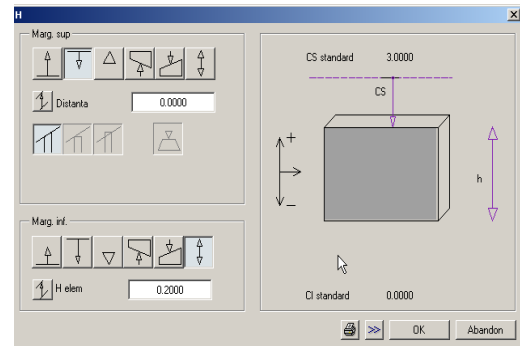 H
Marg. sup
Distanta 0.0000
Marg. inf.
H elem 0.2000
CS standard 3.0000
CS
+
h
−
CI standard 0.0000
>> OK Abandon